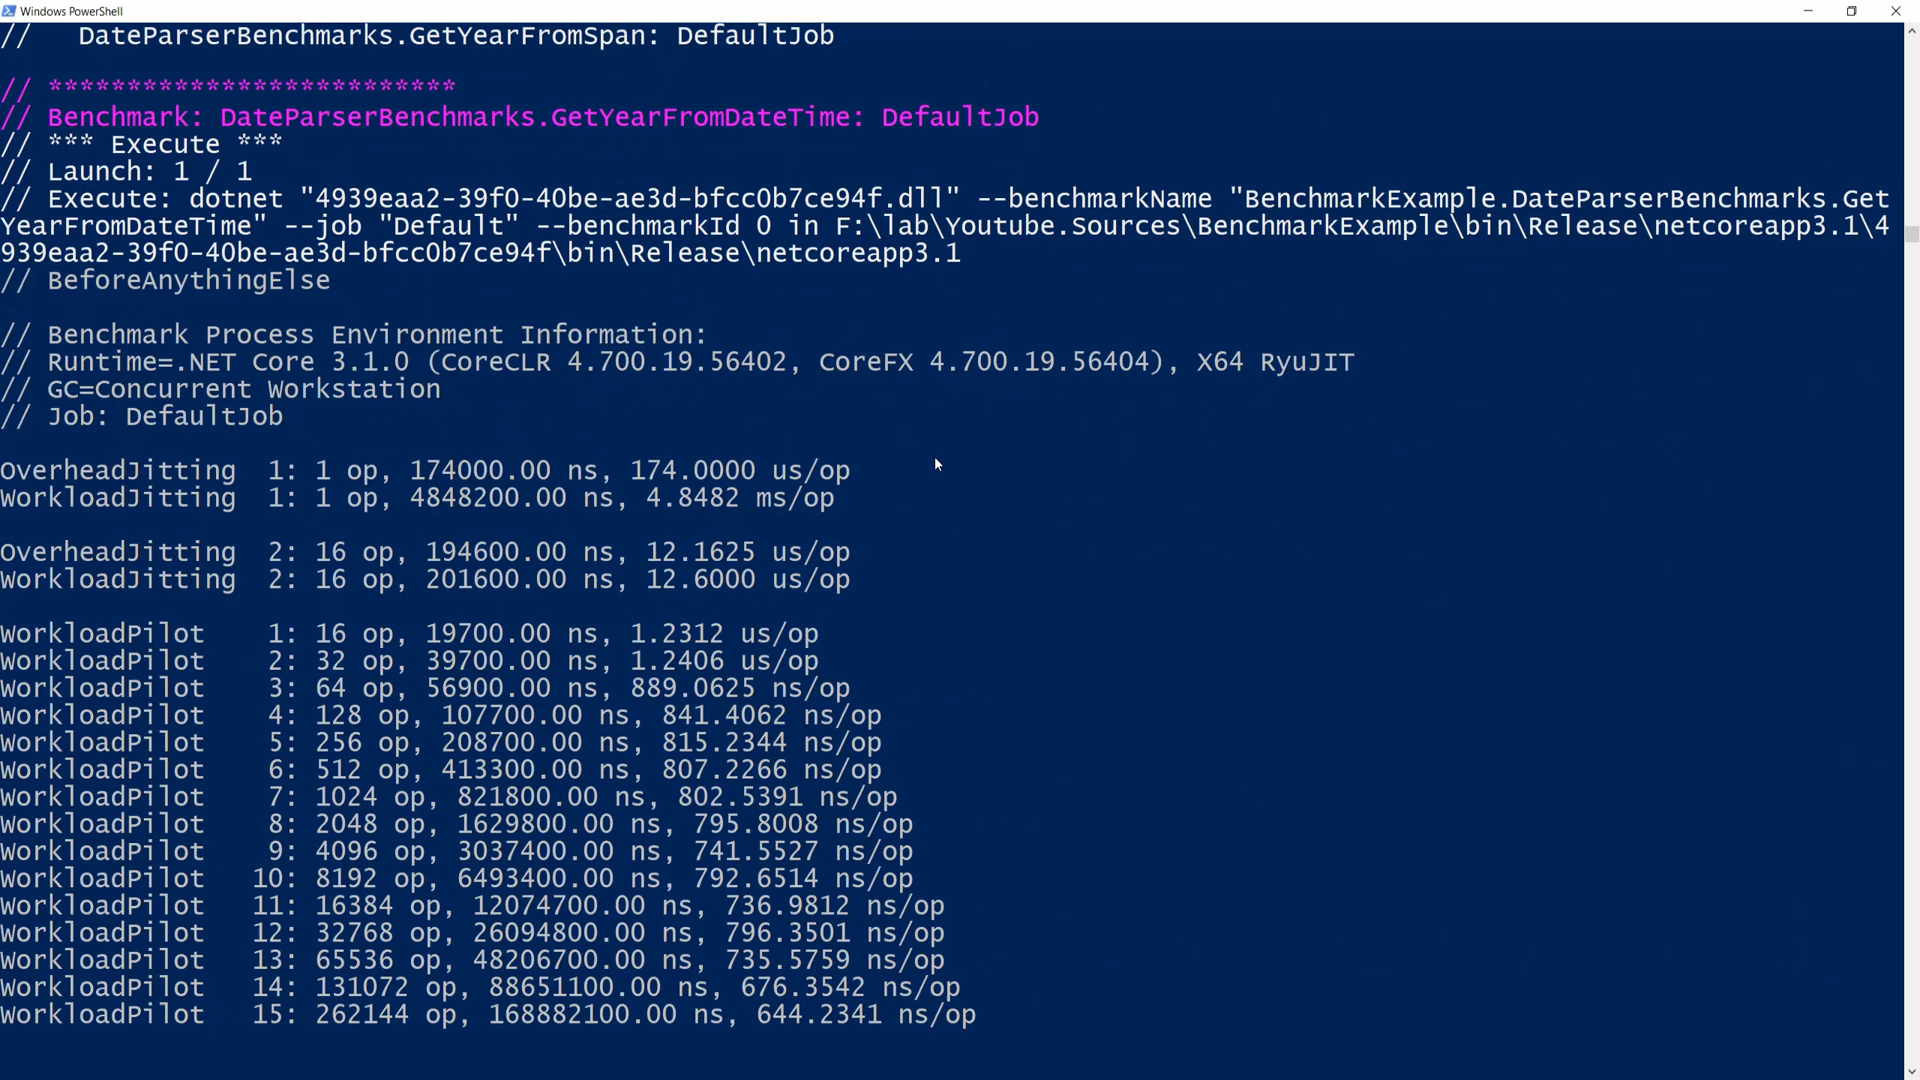 Windows PowerShell
//   DateParserBenchmarks.GetYearFromSpan: DefaultJob
// **************************
// Benchmark: DateParserBenchmarks.GetYearFromDateTime: DefaultJob
// *** Execute ***
// Launch: 1 / 1
// Execute: dotnet "4939eaa2-39f0-40be-ae3d-bfcc0b7ce94f.dll" --benchmarkName "BenchmarkExample.DateParserBenchmarks.Get
YearFromDateTime" --job "Default" --benchmarkId 0 in F:\lab\Youtube.Sources\BenchmarkExample\bin\Release\netcoreapp3.1\4
939eaa2-39f0-40be-ae3d-bfcc0b7ce94f\bin\Release\netcoreapp3.1
// BeforeAnythingElse
// Benchmark Process Environment Information:
// Runtime=.NET Core 3.1.0 (CoreCLR 4.700.19.56402, CoreFX 4.700.19.56404), X64 RyuJIT
// GC=Concurrent Workstation
// Job: DefaultJob
OverheadJitting  1: 1 op, 174000.00 ns, 174.0000 us/op
WorkloadJitting  1: 1 op, 4848200.00 ns, 4.8482 ms/op
OverheadJitting  2: 16 op, 194600.00 ns, 12.1625 us/op
WorkloadJitting  2: 16 op, 201600.00 ns, 12.6000 us/op
WorkloadPilot    1: 16 op, 19700.00 ns, 1.2312 us/op
WorkloadPilot    2: 32 op, 39700.00 ns, 1.2406 us/op
WorkloadPilot    3: 64 op, 56900.00 ns, 889.0625 ns/op
WorkloadPilot    4: 128 op, 107700.00 ns, 841.4062 ns/op
WorkloadPilot    5: 256 op, 208700.00 ns, 815.2344 ns/op
WorkloadPilot    6: 512 op, 413300.00 ns, 807.2266 ns/op
WorkloadPilot    7: 1024 op, 821800.00 ns, 802.5391 ns/op
WorkloadPilot    8: 2048 op, 1629800.00 ns, 795.8008 ns/op
WorkloadPilot    9: 4096 op, 3037400.00 ns, 741.5527 ns/op
WorkloadPilot   10: 8192 op, 6493400.00 ns, 792.6514 ns/op
WorkloadPilot   11: 16384 op, 12074700.00 ns, 736.9812 ns/op
WorkloadPilot   12: 32768 op, 26094800.00 ns, 796.3501 ns/op
WorkloadPilot   13: 65536 op, 48206700.00 ns, 735.5759 ns/op
WorkloadPilot   14: 131072 op, 88651100.00 ns, 676.3542 ns/op
WorkloadPilot   15: 262144 op, 168882100.00 ns, 644.2341 ns/op